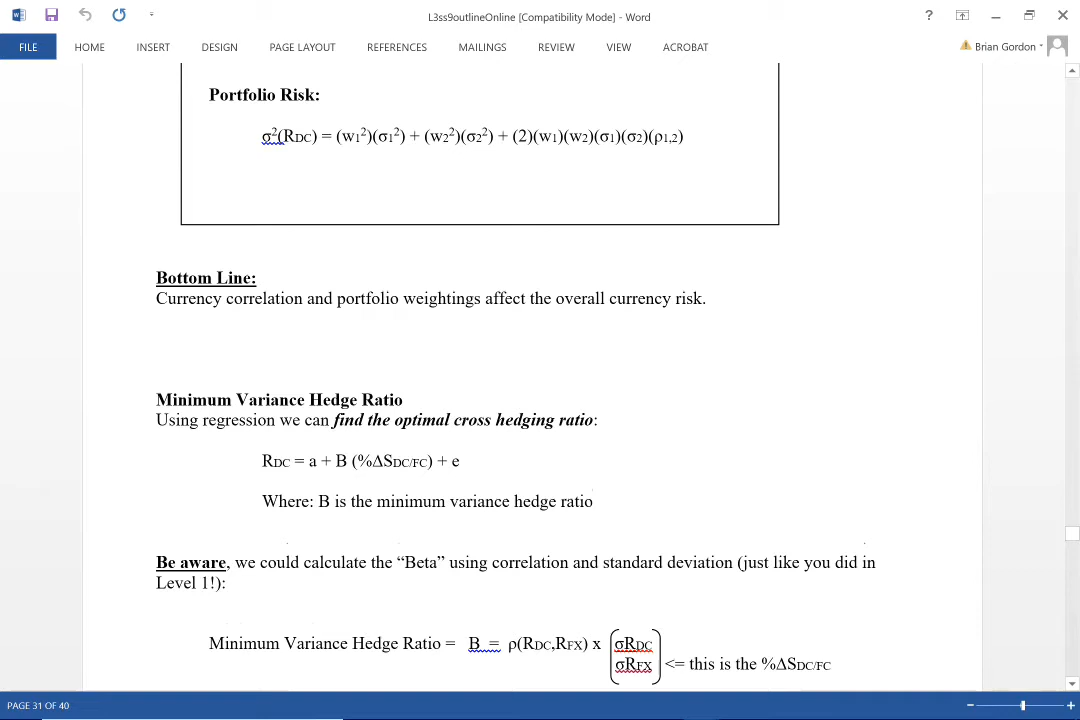 L3ss9outlineOnline [Compatibility Mode] - Word
?
FILE HOME INSERT DESIGN PAGE LAYOUT REFERENCES MAILINGS REVIEW VIEW ACROBAT Brian Gordon
Portfolio Risk:
σ²(RDC) = (w1²)(σ1²) + (w2²)(σ2²) + (2)(w1)(w2)(σ1)(σ2)(ρ1,2)
Bottom Line:
Currency correlation and portfolio weightings affect the overall currency risk.
Minimum Variance Hedge Ratio
Using regression we can find the optimal cross hedging ratio:
RDC = a + B (%ΔSDC/FC) + e
Where: B is the minimum variance hedge ratio
Be aware, we could calculate the “Beta” using correlation and standard deviation (just like you did in
Level 1!):
Minimum Variance Hedge Ratio = B = ρ(RDC,RFX) x σRDC
σRFX <= this is the %ΔSDC/FC
PAGE 31 OF 40